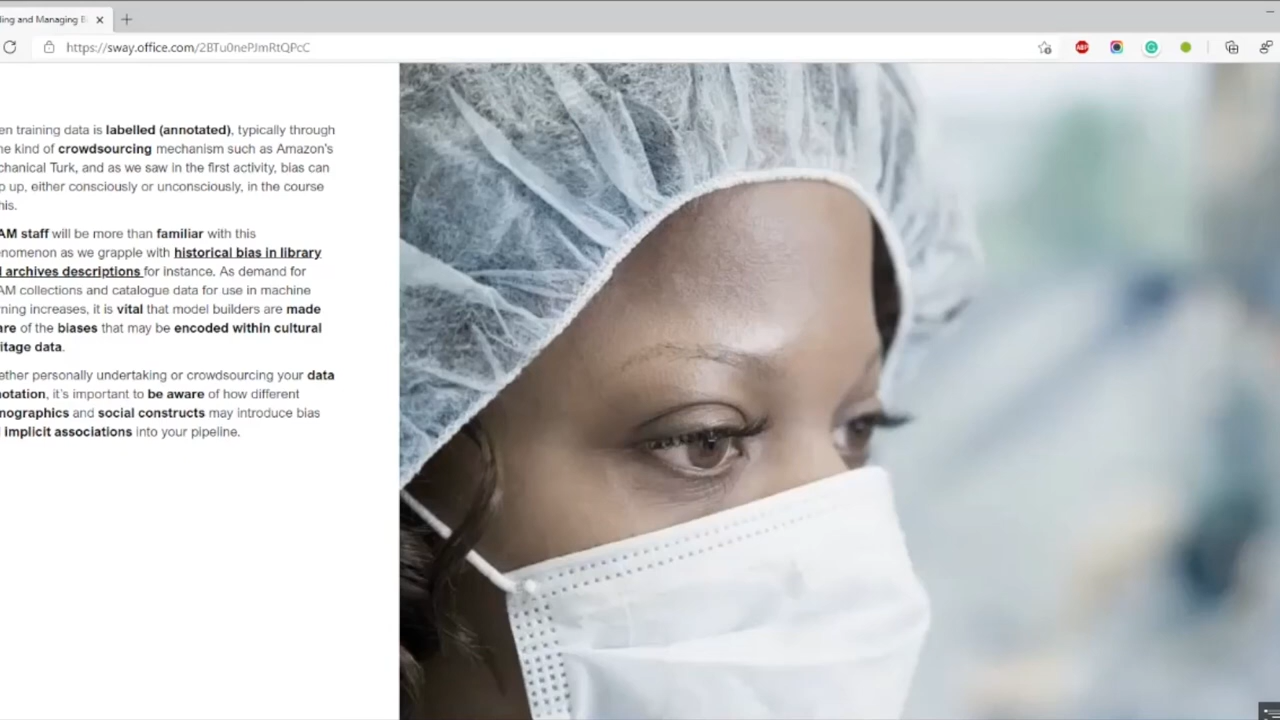 ling and Managing B
https://sway.office.com/2BTu0nePJmRtQPcC
ABP
en training data is labelled (annotated), typically through
ne kind of crowdsourcing mechanism such as Amazon's
chanical Turk, and as we saw in the first activity, bias can
p up, either consciously or unconsciously, in the course
his.
AM staff will be more than familiar with this
enomenon as we grapple with historical bias in library
l archives descriptions for instance. As demand for
AM collections and catalogue data for use in machine
rning increases, it is vital that model builders are made
are of the biases that may be encoded within cultural
itage data.
ether personally undertaking or crowdsourcing your data
notation, it's important to be aware of how different
mographics and social constructs may introduce bias
l implicit associations into your pipeline.